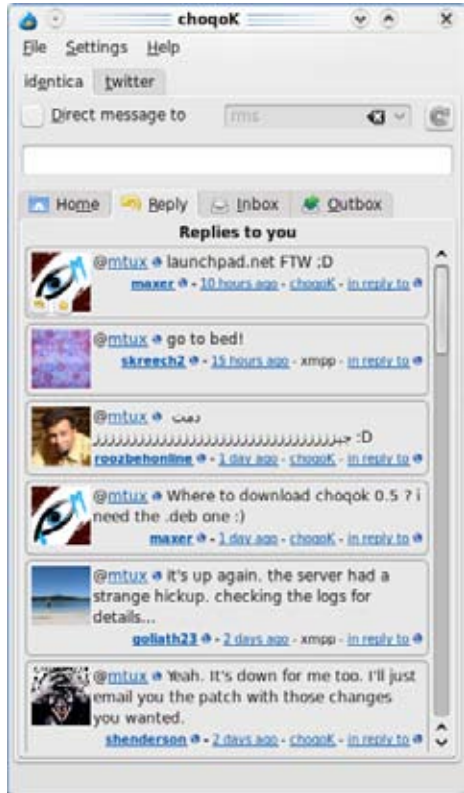 choqoK
File Settings Help
identica twitter
Direct message to rms
Home Reply Inbox Outbox
Replies to you
@mtux launchpad.net FTW ;D
maxer - 10 hours ago - choqoK - in reply to
@mtux go to bed!
skreech2 - 15 hours ago - xmpp - in reply to
@mtux دمت
:D
roozbehonline - 1 day ago - choqoK - in reply to
@mtux Where to download choqok 0.5 ? i
need the .deb one :)
maxer - 1 day ago - choqoK - in reply to
@mtux it's up again. the server had a
strange hickup. checking the logs for
details...
goliath23 - 2 days ago - xmpp - in reply to
@mtux Yeah. It's down for me too. I'll just
email you the patch with those changes
you wanted.
shenderson - 2 days ago - choqoK - in reply to